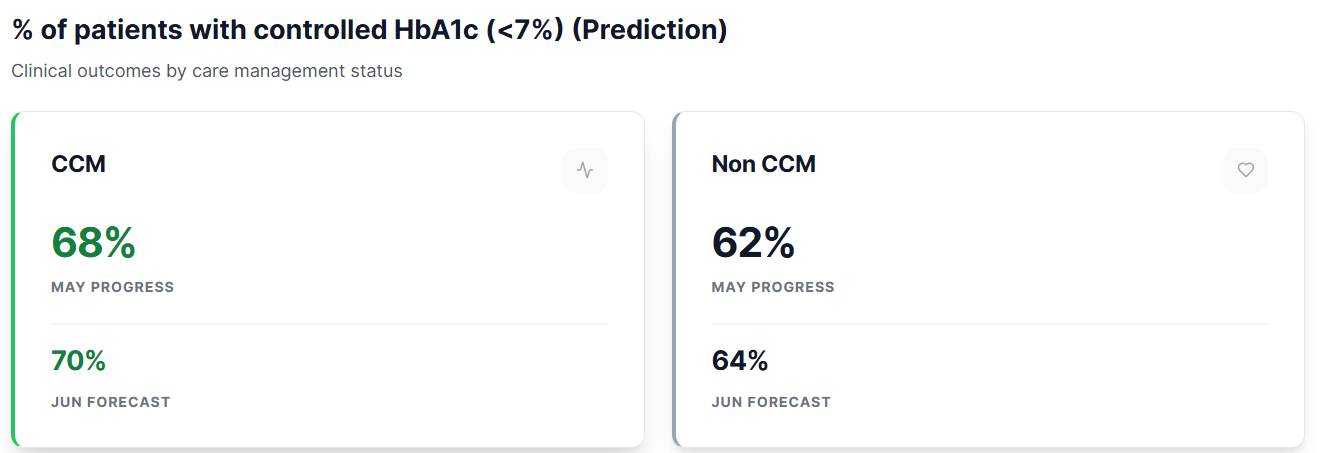 % of patients with controlled HbA1c (<7%) (Prediction)
Clinical outcomes by care management status
CCM
68%
MAY PROGRESS
70%
JUN FORECAST
Non CCM
62%
MAY PROGRESS
64%
JUN FORECAST